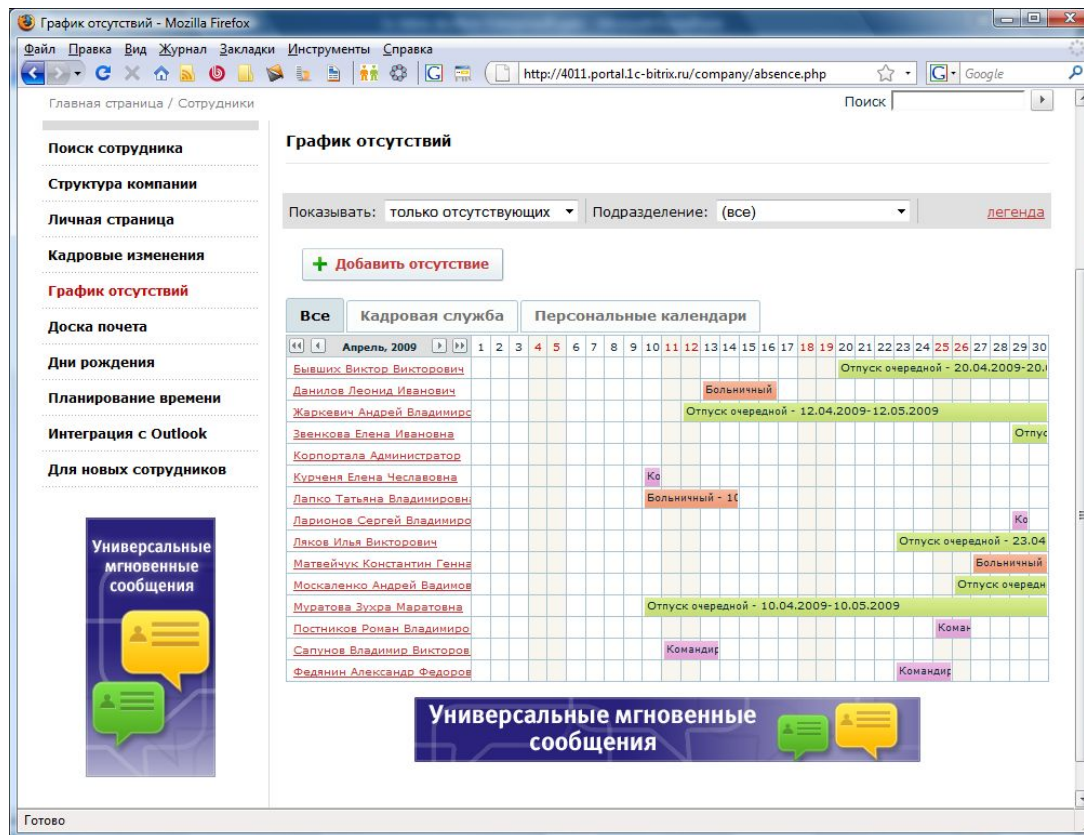 График отсутствий - Mozilla Firefox
Файл Правка Вид Журнал Закладки Инструменты Справка
http://4011.portal.1c-bitrix.ru/company/absence.php
Google
Главная страница / Сотрудники
Поиск
Поиск сотрудника
Структура компании
Личная страница
Кадровые изменения
График отсутствий
Доска почета
Дни рождения
Планирование времени
Интеграция с Outlook
Для новых сотрудников
Универсальные
мгновенные
сообщения
График отсутствий
Показывать: только отсутствующих Подразделение: (все) легенда
Добавить отсутствие
Все Кадровая служба Персональные календари
Апрель, 2009 1 2 3 4 5 6 7 8 9 10 11 12 13 14 15 16 17 18 19 20 21 22 23 24 25 26 27 28 29 30
Бывших Виктор Викторович Отпуск очередной - 20.04.2009-20.
Данилов Леонид Иванович Больничный
Жаркевич Андрей Владимирс Отпуск очередной - 12.04.2009-12.05.2009
Звенкова Елена Ивановна Отпус
Корпортала Администратор
Курченя Елена Чеславовна Ко
Лапко Татьяна Владимировн Больничный - 10
Ларионов Сергей Владимиро Ко
Ляков Илья Викторович Отпуск очередной - 23.04
Матвейчук Константин Генна Больничный
Москаленко Андрей Вадимов Отпуск очередн
Муратова Зухра Маратовна Отпуск очередной - 10.04.2009-10.05.2009
Постников Роман Владимиро Коман
Сапунов Владимир Викторов Командир
Федянин Александр Федоров Командир
Универсальные мгновенные
сообщения
Готово